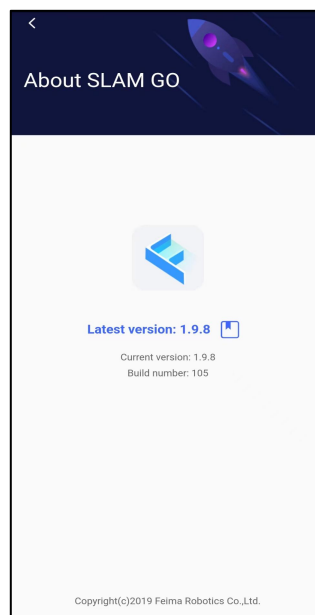 About SLAM GO
Latest version: 1.9.8
Current version: 1.9.8
Build number: 105
Copyright(c)2019 Feima Robotics Co.,Ltd.